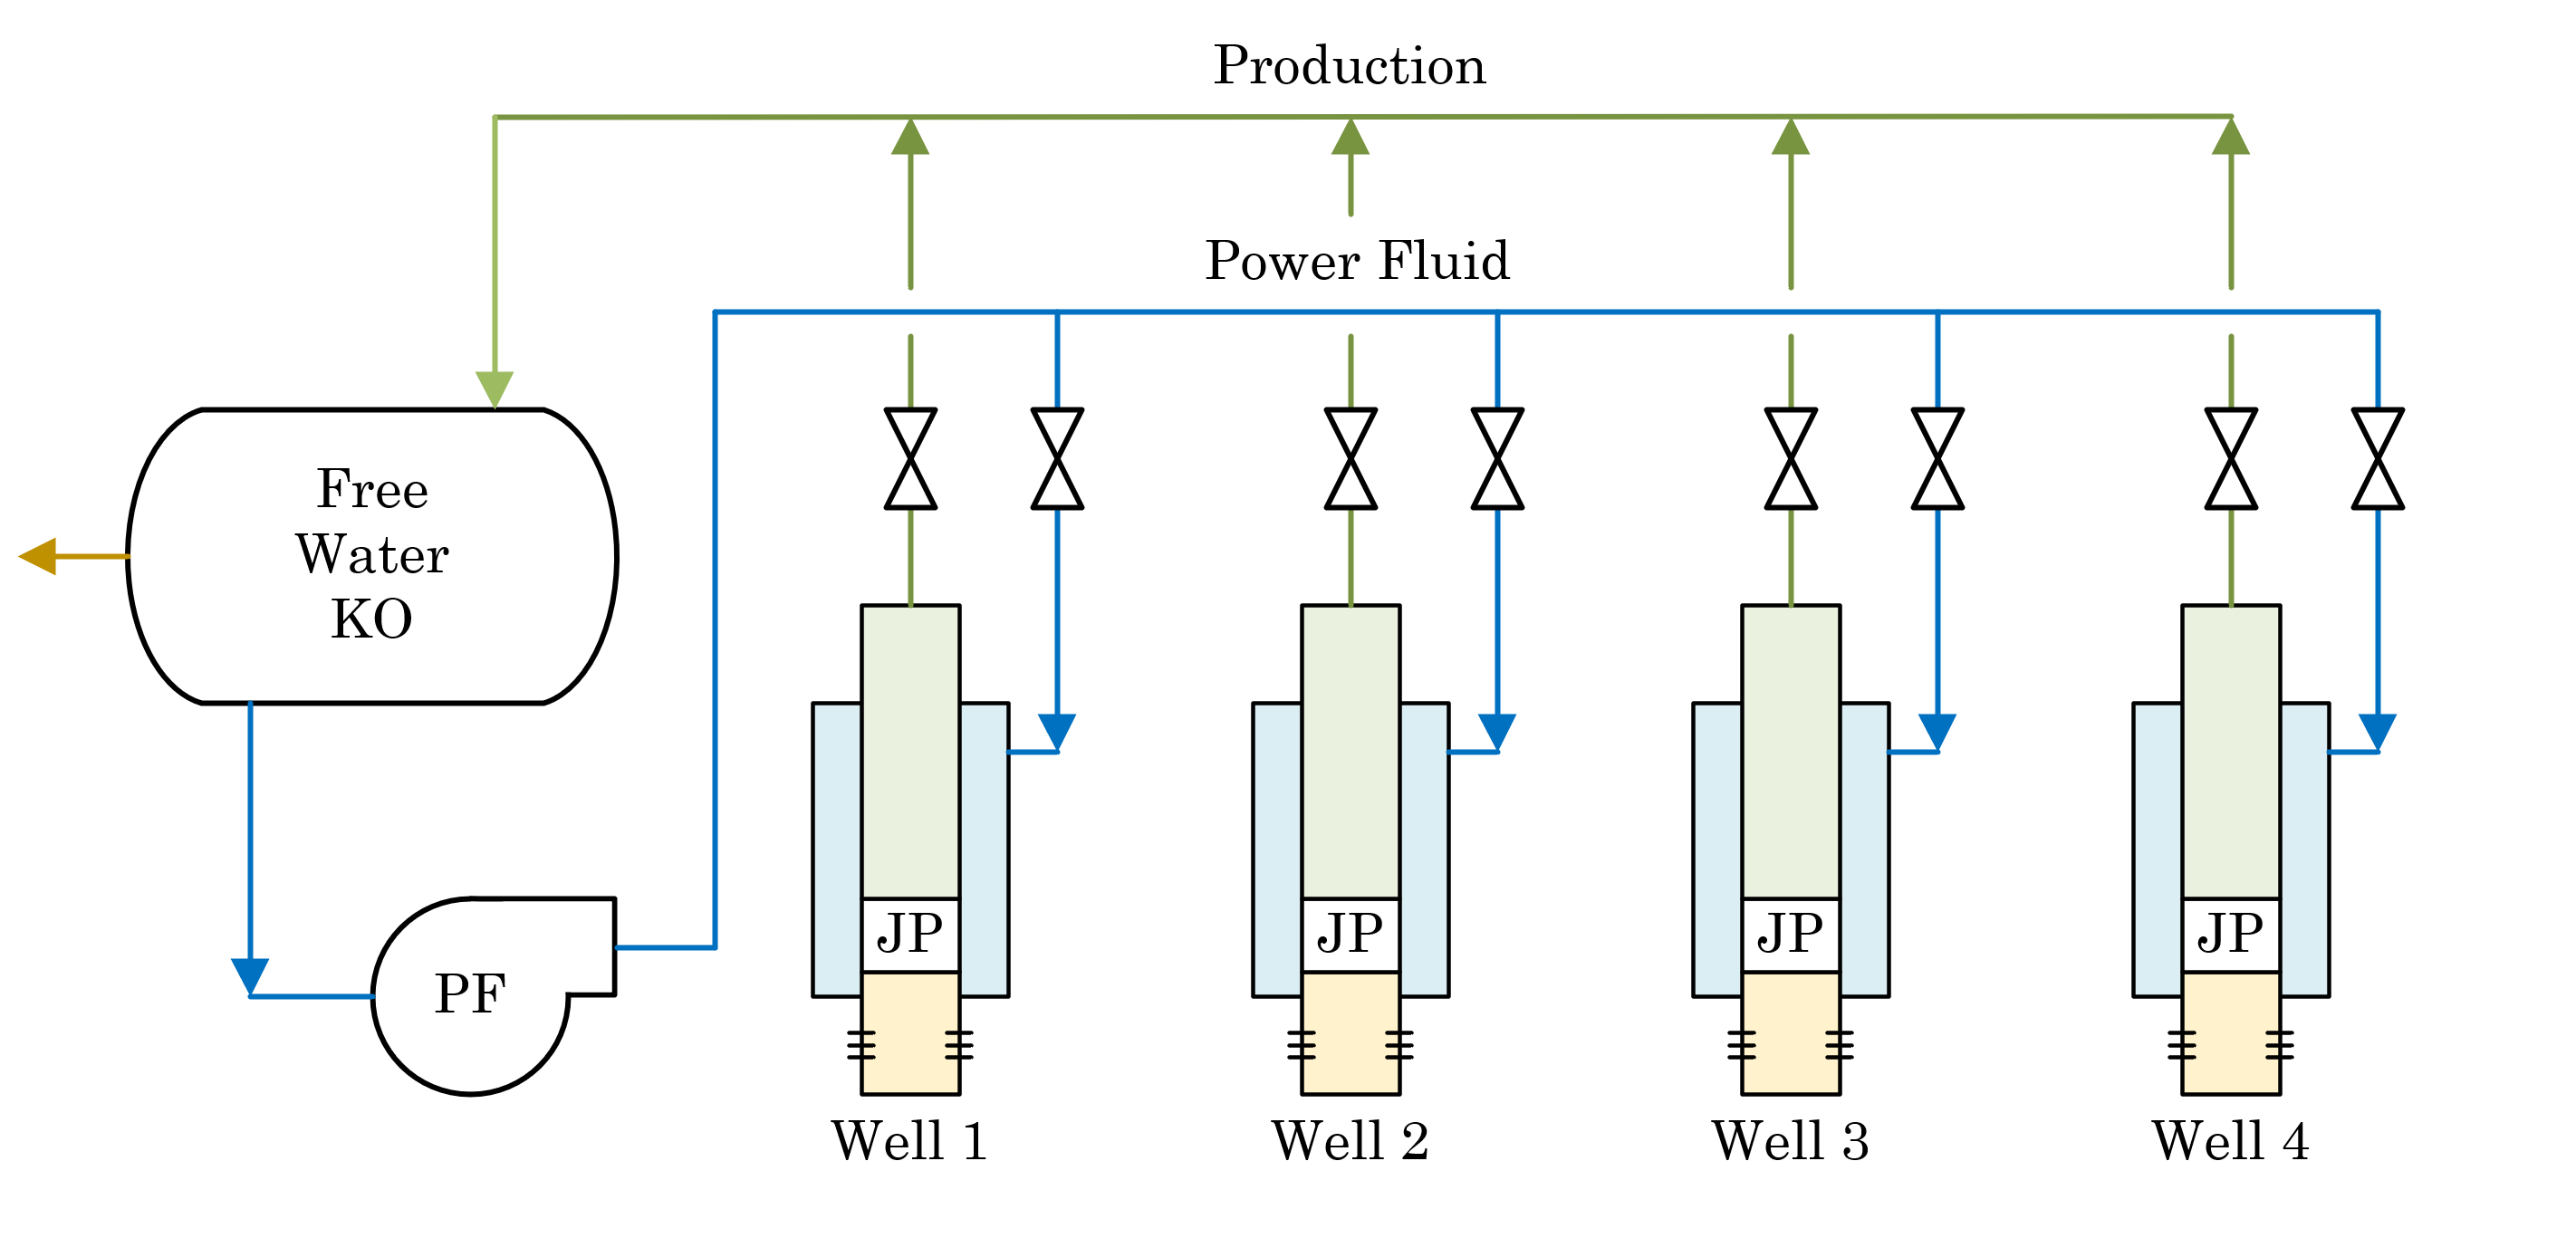 Production
Power Fluid
Free
Water
KO
PF
JP
JP
JP
JP
Well 1
Well 2
Well 3
Well 4